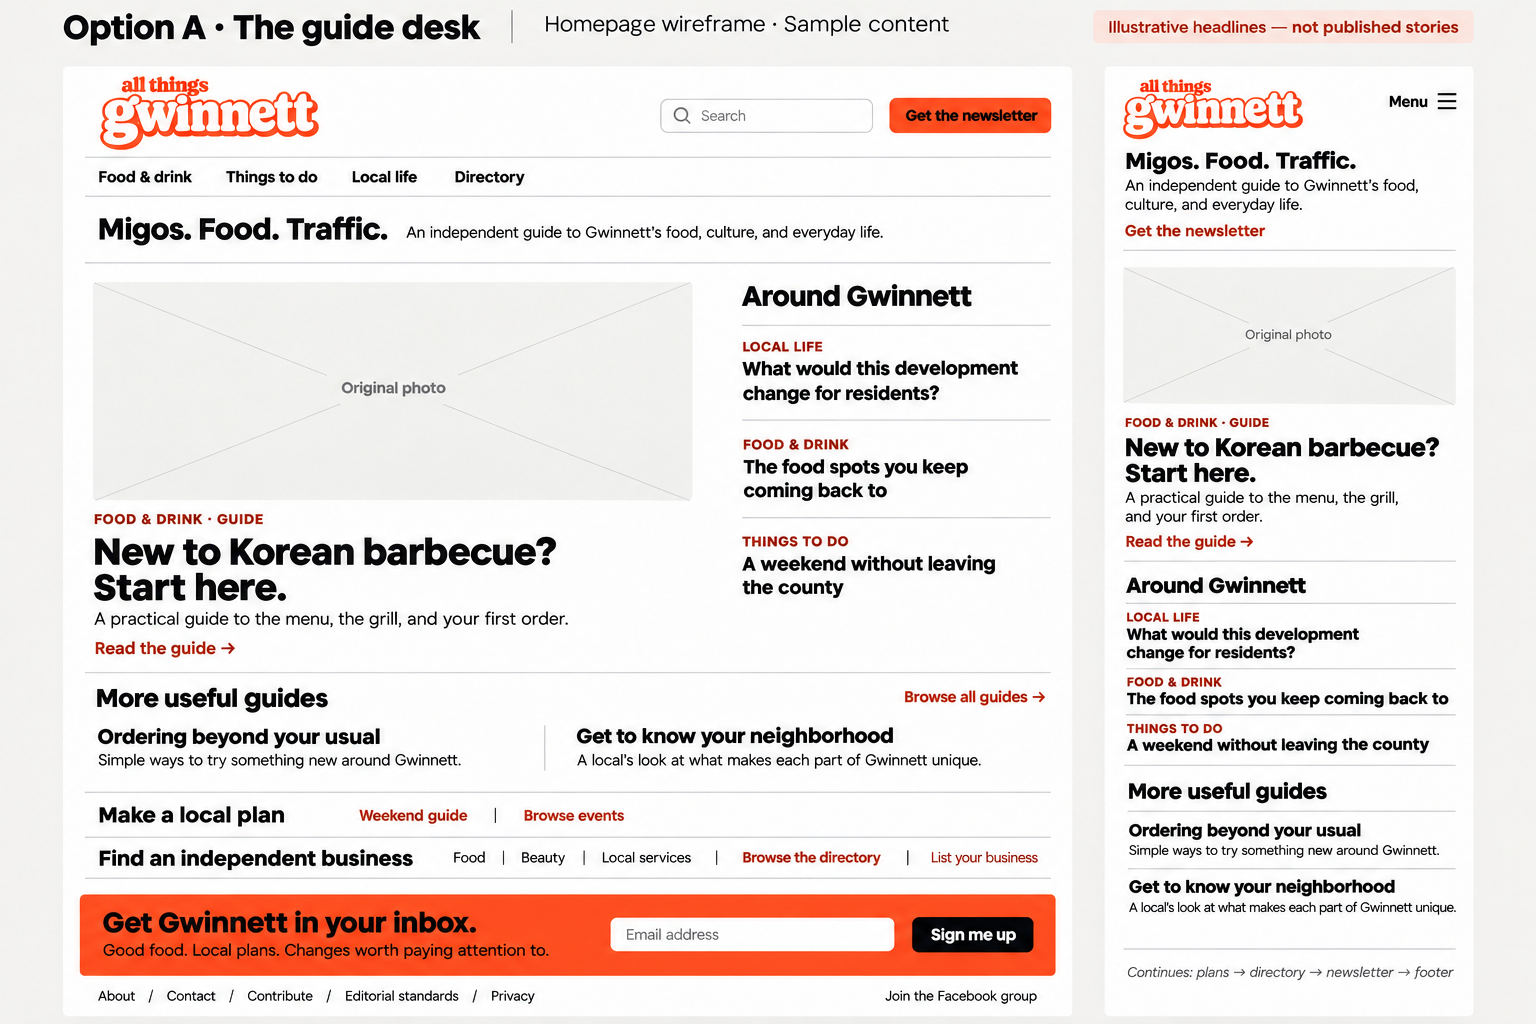 Option A • The guide desk
Homepage wireframe · Sample content
Illustrative headlines — not published stories
all things
gwinnett
Search
Get the newsletter
Food & drink
Things to do
Local life
Directory
Migos. Food. Traffic.
An independent guide to Gwinnett's food, culture, and everyday life.
Original photo
FOOD & DRINK · GUIDE
New to Korean barbecue?
Start here.
A practical guide to the menu, the grill, and your first order.
Read the guide →
Around Gwinnett
LOCAL LIFE
What would this development
change for residents?
FOOD & DRINK
The food spots you keep
coming back to
THINGS TO DO
A weekend without leaving
the county
More useful guides
Browse all guides →
Ordering beyond your usual
Simple ways to try something new around Gwinnett.
Get to know your neighborhood
A local's look at what makes each part of Gwinnett unique.
Make a local plan
Weekend guide | Browse events
Find an independent business
Food | Beauty | Local services | Browse the directory | List your business
Get Gwinnett in your inbox.
Good food. Local plans. Changes worth paying attention to.
Email address
Sign me up
About / Contact / Contribute / Editorial standards / Privacy
Join the Facebook group
all things
gwinnett
Menu
Migos. Food. Traffic.
An independent guide to Gwinnett's food,
culture, and everyday life.
Get the newsletter
Original photo
FOOD & DRINK · GUIDE
New to Korean barbecue?
Start here.
A practical guide to the menu, the grill,
and your first order.
Read the guide →
Around Gwinnett
LOCAL LIFE
What would this development
change for residents?
FOOD & DRINK
The food spots you keep coming back to
THINGS TO DO
A weekend without leaving the county
More useful guides
Ordering beyond your usual
Simple ways to try something new around Gwinnett.
Get to know your neighborhood
A local's look at what makes each part of Gwinnett unique.
Continues: plans → directory → newsletter → footer